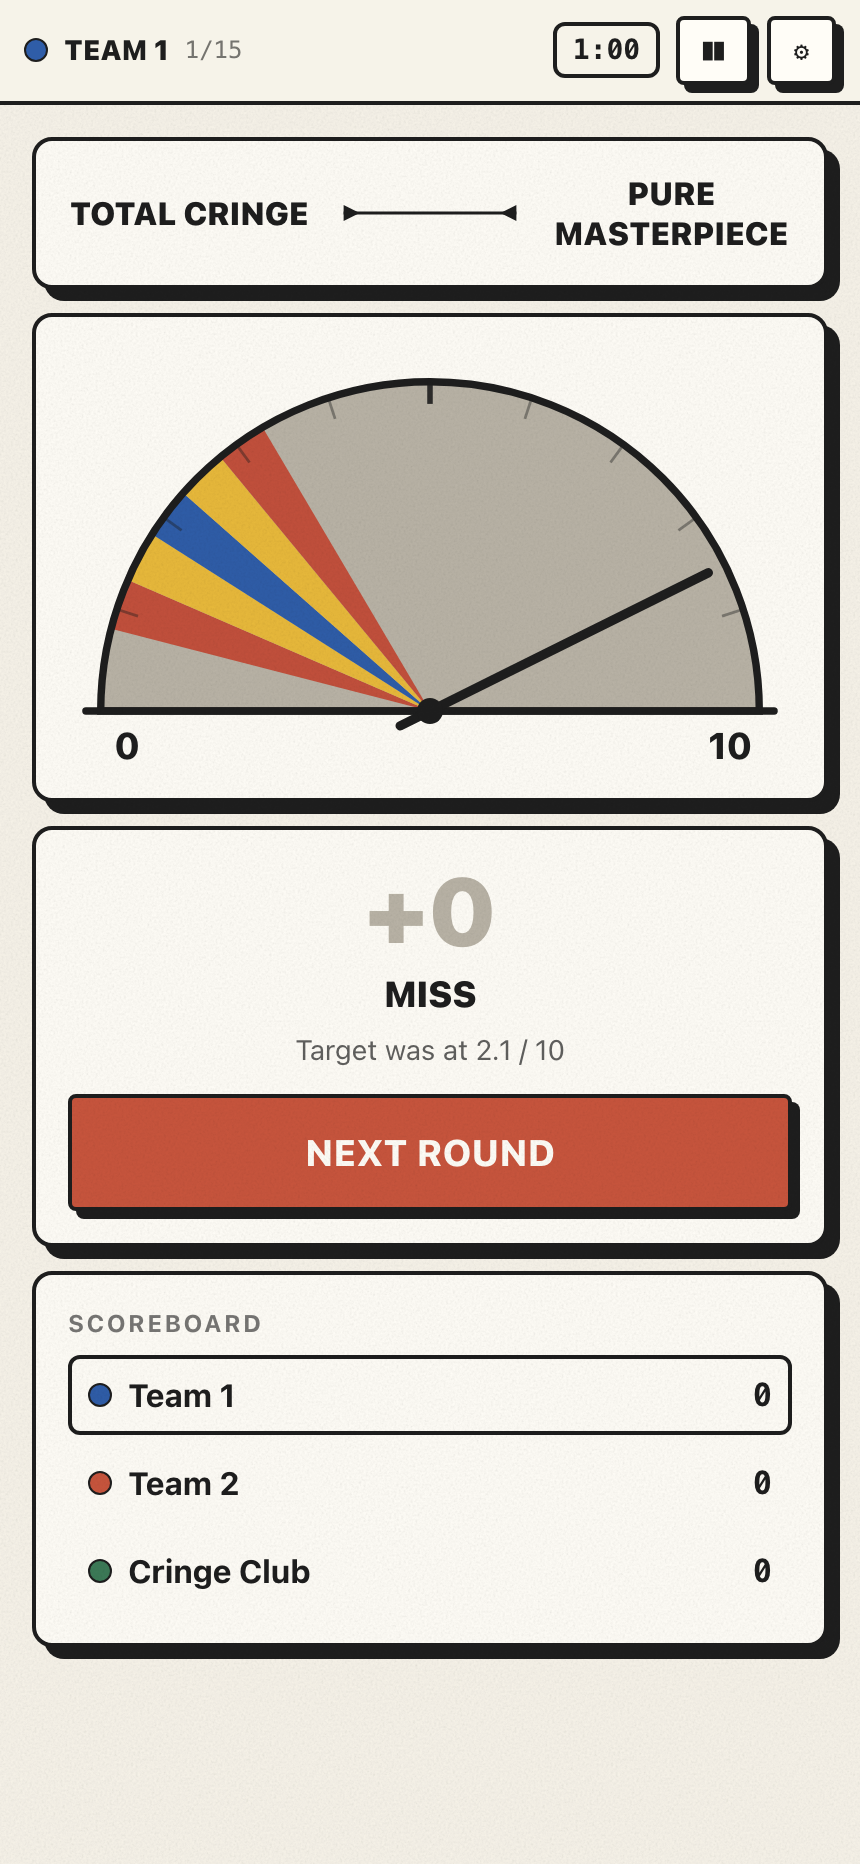 TEAM 1 1/15 1:00
TOTAL CRINGE
PURE
MASTERPIECE
0 10
+0
MISS
Target was at 2.1 / 10
NEXT ROUND
SCOREBOARD
Team 1 0
Team 2 0
Cringe Club 0